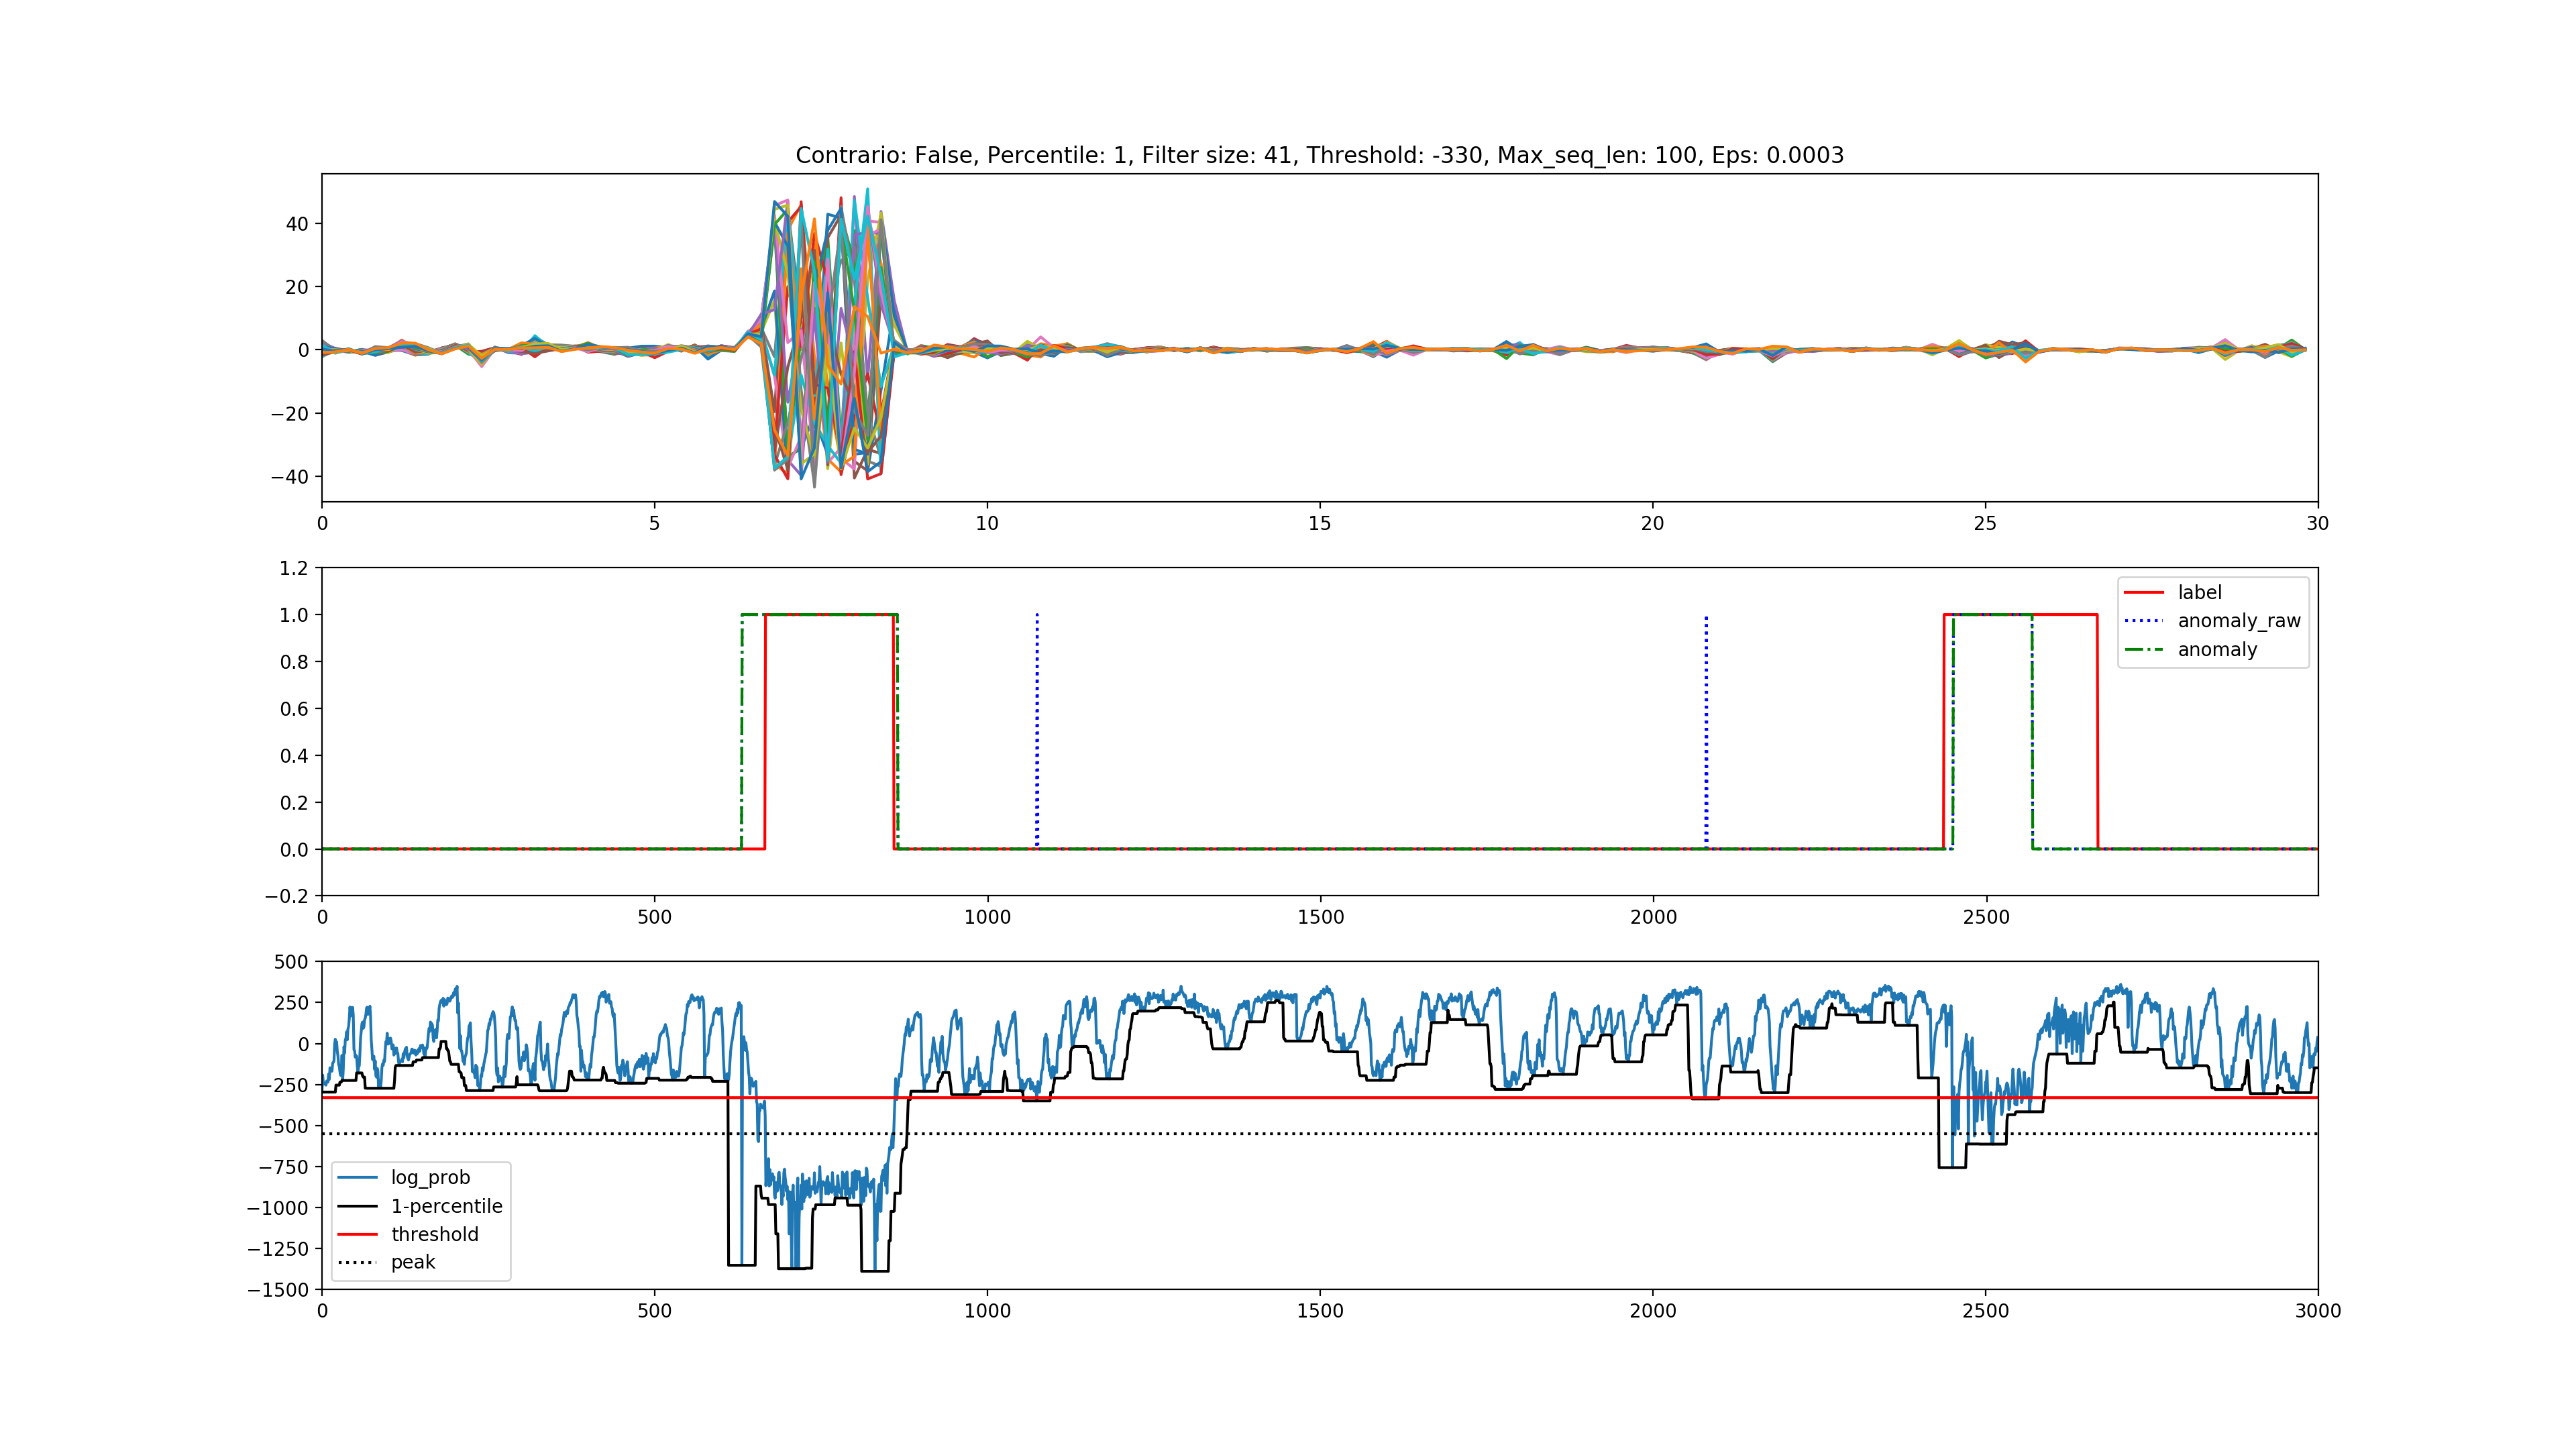 Contrario: False, Percentile: 1, Filter size: 41, Threshold: -330, Max_seq_len: 100, Eps: 0.0003
40
20
0
−20
−40
0 5 10 15 20 25 30
1.2
1.0
0.8
0.6
0.4
0.2
0.0
−0.2
label
anomaly_raw
anomaly
0 500 1000 1500 2000 2500
500
250
0
−250
−500
−750
−1000
−1250
−1500
log_prob
1-percentile
threshold
peak
0 500 1000 1500 2000 2500 3000